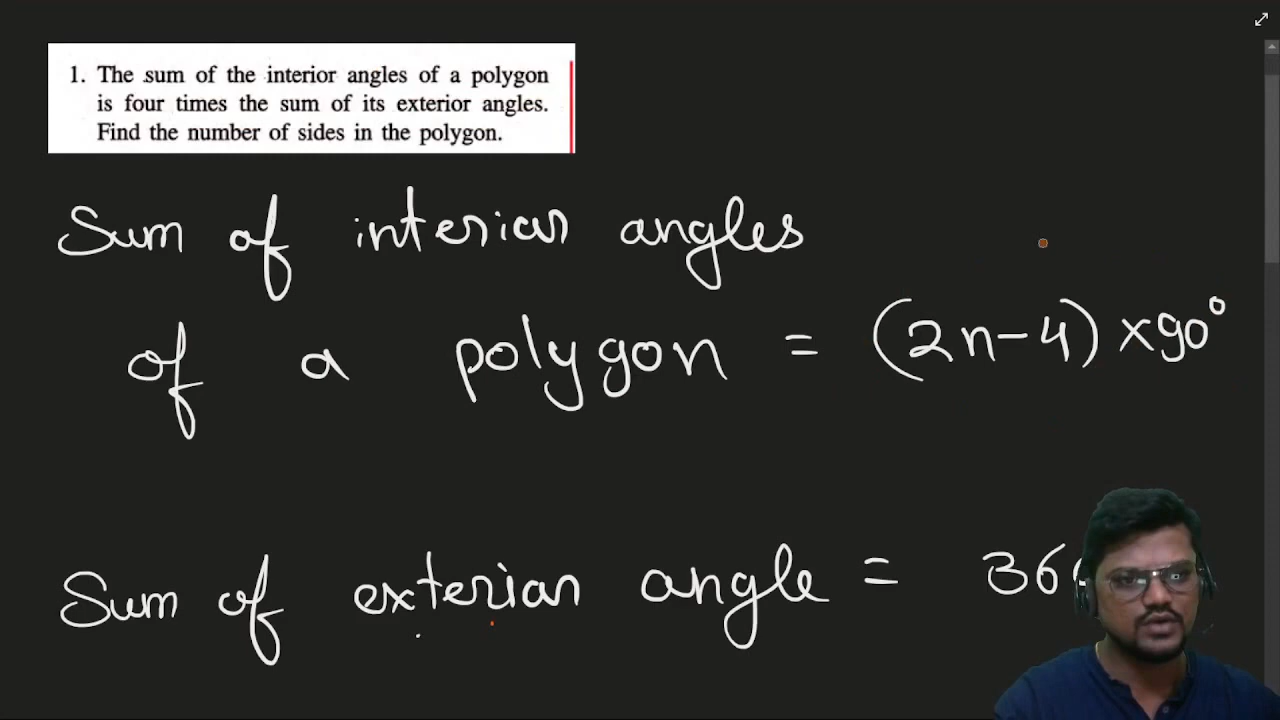 1. The sum of the interior angles of a polygon
is four times the sum of its exterior angles.
Find the number of sides in the polygon.
Sum of interior angles
of a polygon = (2n-4) ×90°
Sum of exterior angle = 36